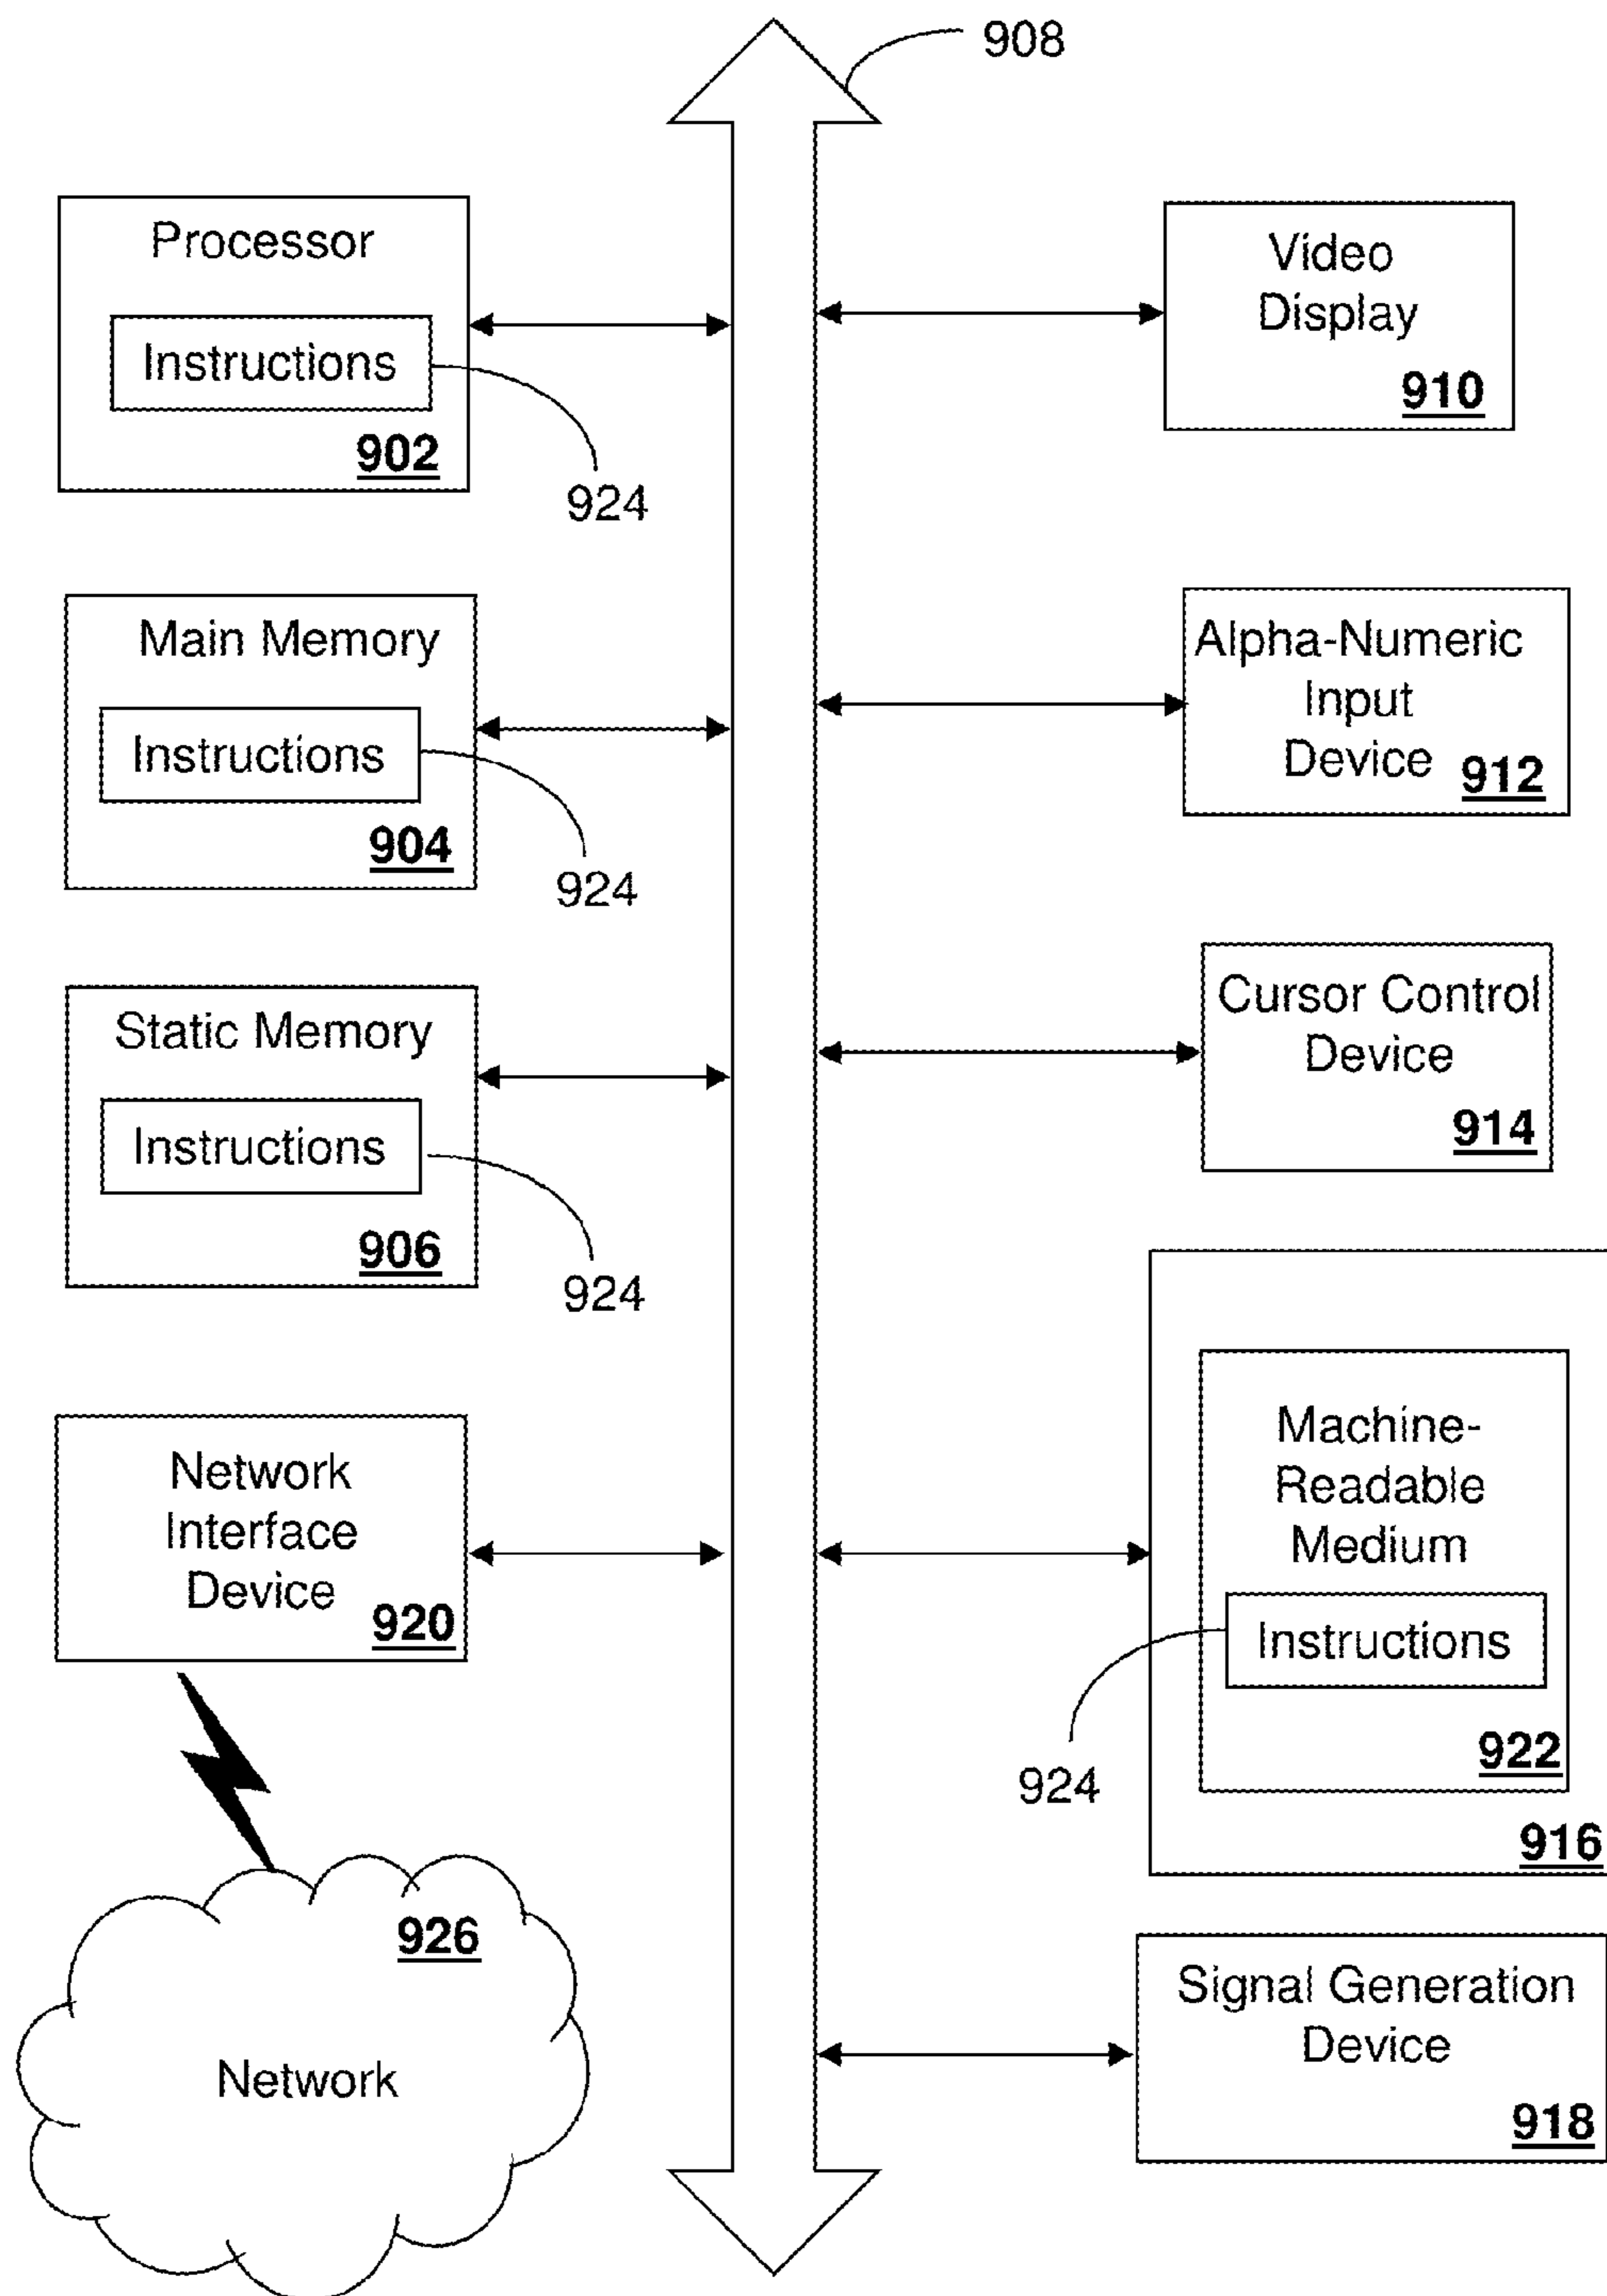 908
Processor
Instructions
902
924
Main Memory
Instructions
904
924
Static Memory
Instructions
906
924
Network
Interface
Device
920
926
Network
Video
Display
910
Alpha-Numeric
Input
Device
912
Cursor Control
Device
914
Machine-
Readable
Medium
Instructions
922
924
916
Signal Generation
Device
918